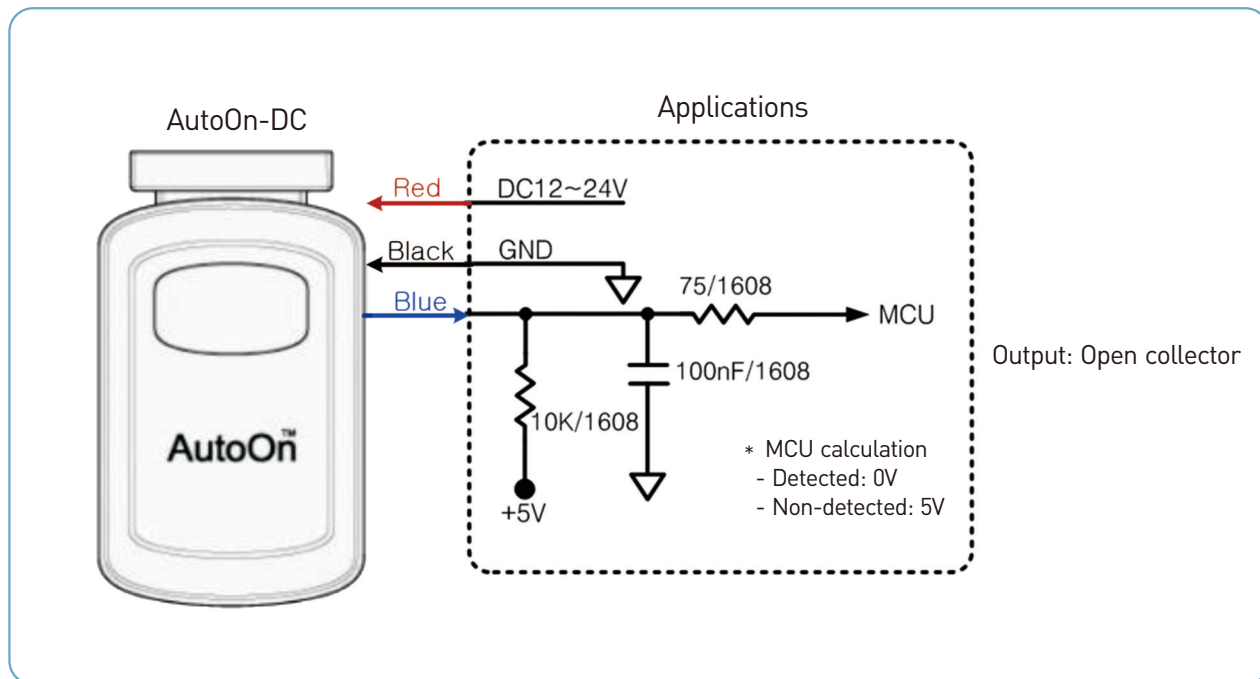 AutoOn-DC
Applications
Red
DC12~24V
Black
GND
Blue
75/1608
MCU
100nF/1608
10K/1608
+5V
Output: Open collector
* MCU calculation
- Detected: 0V
- Non-detected: 5V
AutoOn™